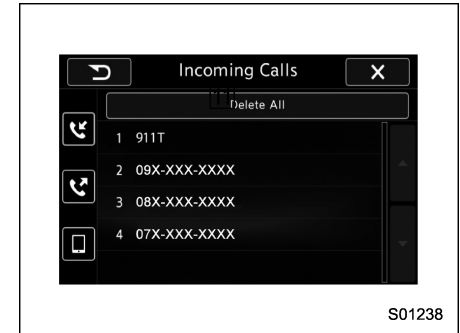 Incoming Calls
Delete All
1 911T
2 09X-XXX-XXXX
3 08X-XXX-XXXX
4 07X-XXX-XXXX
S01238